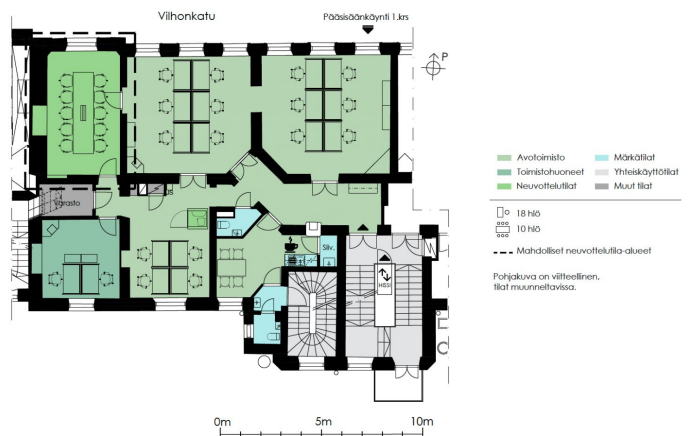 Vilhonkatu
Pääsisäänkäynti 1.krs
P
Varasto
Siiv.
HISSI
Avotoimisto
Toimistohuoneet
Neuvottelutilat
Märkätilat
Yhteiskäyttötilat
Muut tilat
18 hlö
10 hlö
Mahdolliset neuvottelutila-alueet
Pohjakuva on viitteellinen,
tilat muunneltavissa.
0m 5m 10m